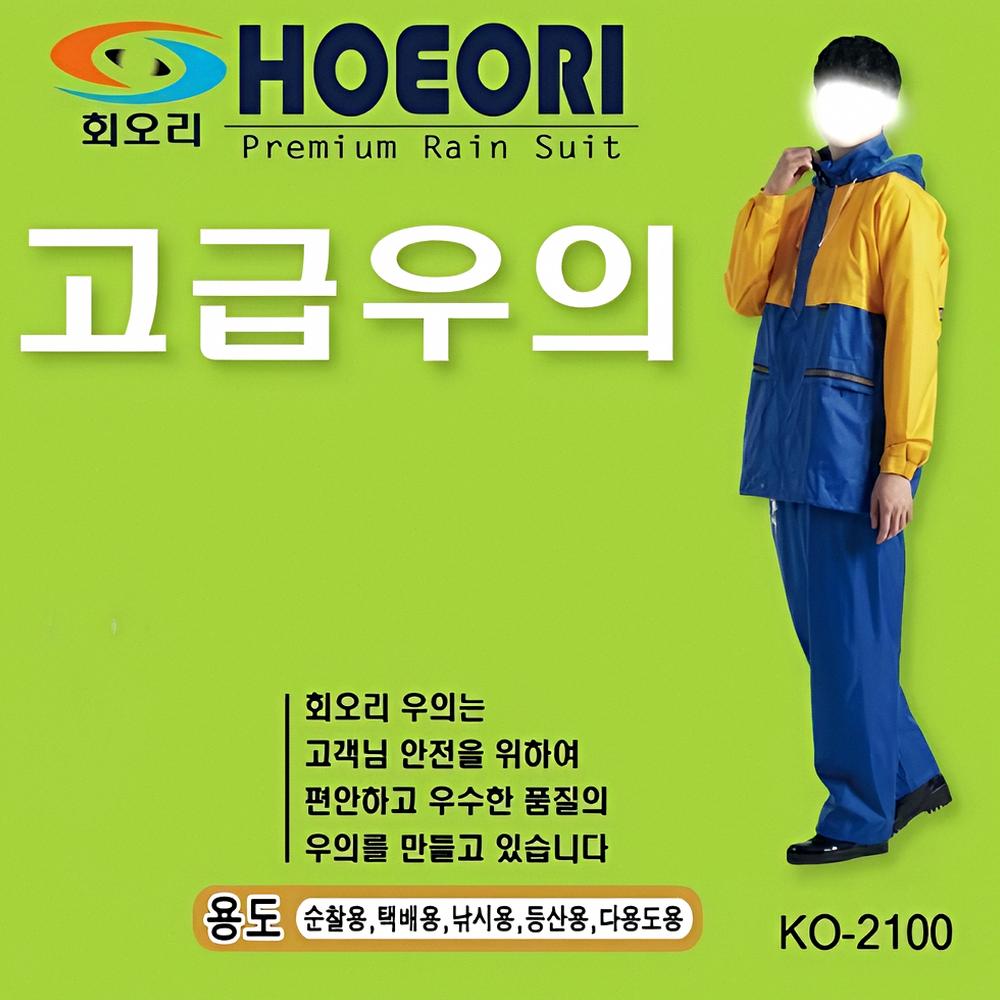 회오리
HOEORI
Premium Rain Suit
고급우의
회오리 우의는
고객님 안전을 위하여
편안하고 우수한 품질의
우의를 만들고 있습니다
용도 순찰용,택배용,낚시용,등산용,다용도용
KO-2100